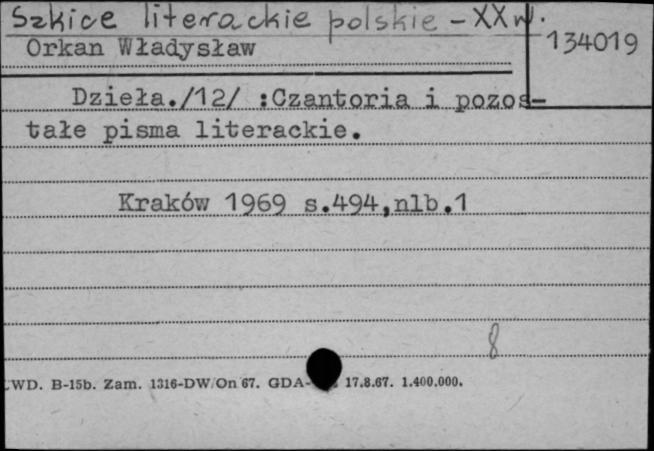 Szkice literackie polskie - XX w.
134019
Orkan Władysław
Dzieła./12/ :Czantoria i pozos-
tałe pisma literackie.
Kraków 1969 s.494,nlb.1
8
WD. B-15b. Zam. 1316-DW/On 67. GDA- 17.8.67. 1.400.000.